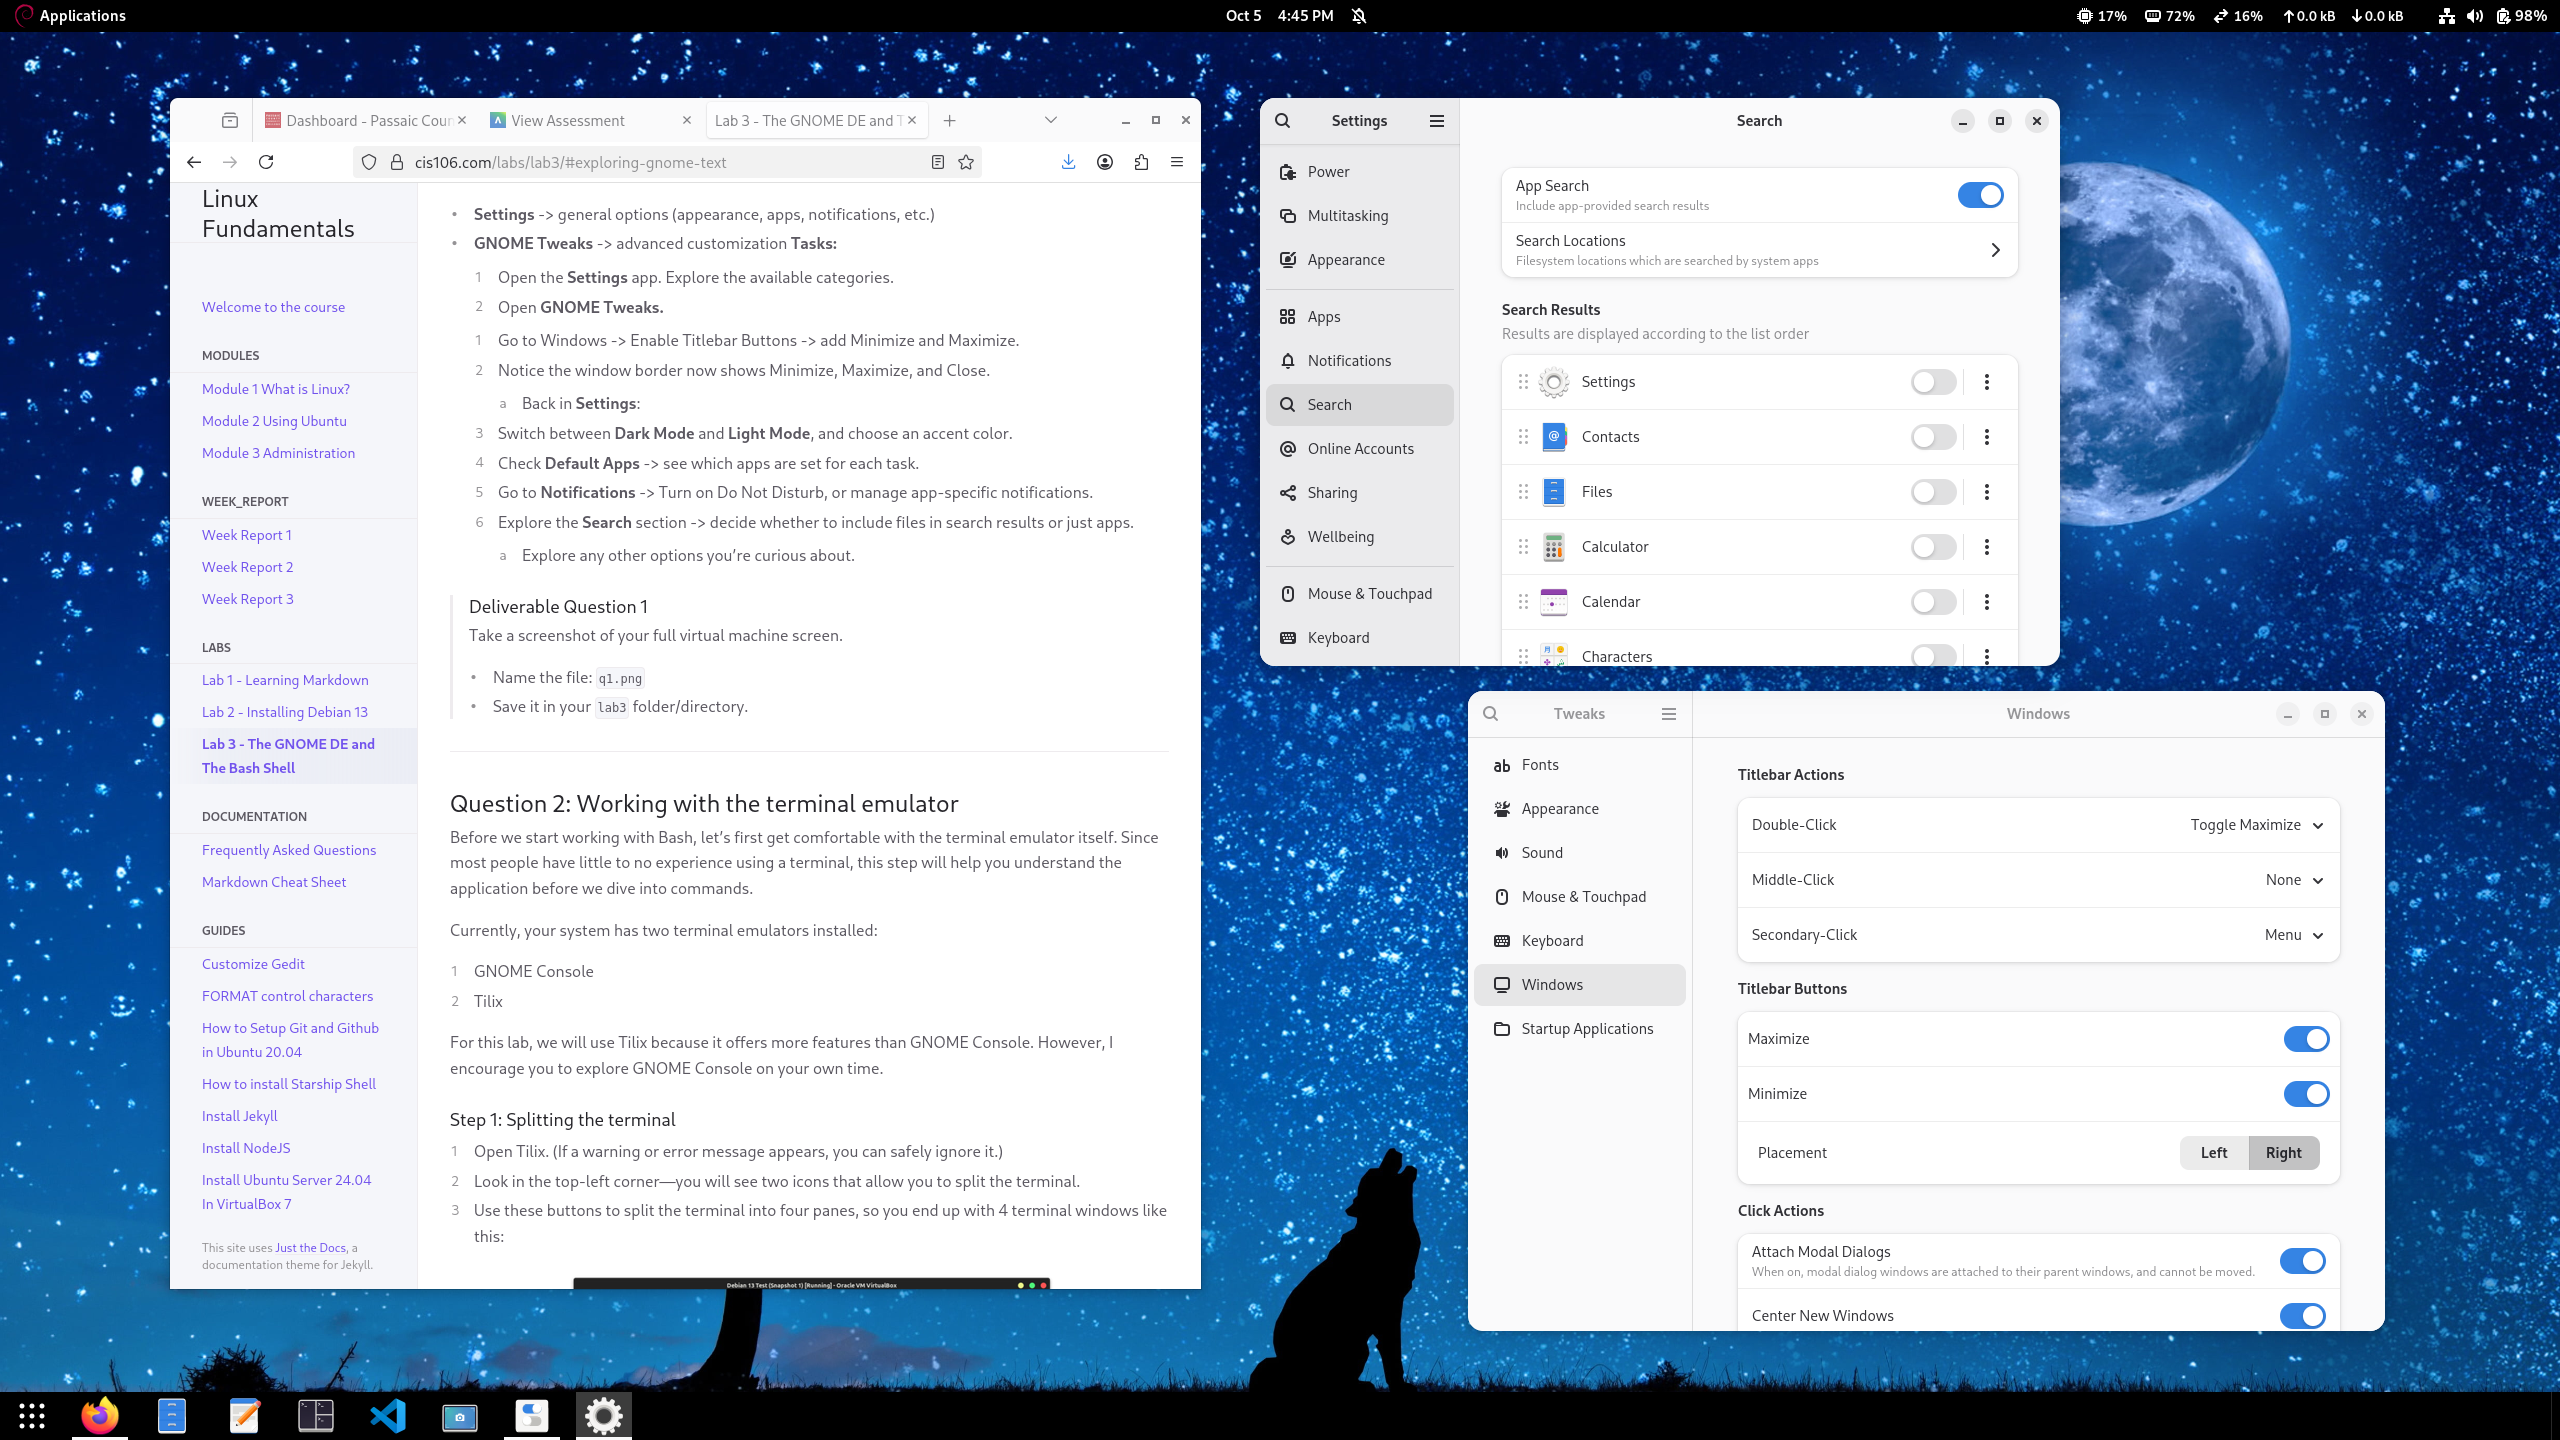 Applications
Oct 5 4:45 PM
17% 72% 16% 0.0 kB 0.0 kB 98%
Dashboard - Passaic Coun
View Assessment
Lab 3 - The GNOME DE and T
cis106.com/labs/lab3/#exploring-gnome-text
Linux
Fundamentals
Welcome to the course
MODULES
Module 1 What is Linux?
Module 2 Using Ubuntu
Module 3 Administration
WEEK_REPORT
Week Report 1
Week Report 2
Week Report 3
LABS
Lab 1 - Learning Markdown
Lab 2 - Installing Debian 13
Lab 3 - The GNOME DE and
The Bash Shell
DOCUMENTATION
Frequently Asked Questions
Markdown Cheat Sheet
GUIDES
Customize Gedit
FORMAT control characters
How to Setup Git and Github
in Ubuntu 20.04
How to install Starship Shell
Install Jekyll
Install NodeJS
Install Ubuntu Server 24.04
In VirtualBox 7
This site uses Just the Docs, a
documentation theme for Jekyll.
• Settings -> general options (appearance, apps, notifications, etc.)
• GNOME Tweaks -> advanced customization Tasks:
1 Open the Settings app. Explore the available categories.
2 Open GNOME Tweaks.
1 Go to Windows -> Enable Titlebar Buttons -> add Minimize and Maximize.
2 Notice the window border now shows Minimize, Maximize, and Close.
a Back in Settings:
3 Switch between Dark Mode and Light Mode, and choose an accent color.
4 Check Default Apps -> see which apps are set for each task.
5 Go to Notifications -> Turn on Do Not Disturb, or manage app-specific notifications.
6 Explore the Search section -> decide whether to include files in search results or just apps.
a Explore any other options you’re curious about.
Deliverable Question 1
Take a screenshot of your full virtual machine screen.
• Name the file: q1.png
• Save it in your lab3 folder/directory.
Question 2: Working with the terminal emulator
Before we start working with Bash, let’s first get comfortable with the terminal emulator itself. Since
most people have little to no experience using a terminal, this step will help you understand the
application before we dive into commands.
Currently, your system has two terminal emulators installed:
1 GNOME Console
2 Tilix
For this lab, we will use Tilix because it offers more features than GNOME Console. However, I
encourage you to explore GNOME Console on your own time.
Step 1: Splitting the terminal
1 Open Tilix. (If a warning or error message appears, you can safely ignore it.)
2 Look in the top-left corner—you will see two icons that allow you to split the terminal.
3 Use these buttons to split the terminal into four panes, so you end up with 4 terminal windows like
this:
Debian 13 Test (Snapshot 1) [Running] - Oracle VM VirtualBox
Settings
Power
Multitasking
Appearance
Apps
Notifications
Search
Online Accounts
Sharing
Wellbeing
Mouse & Touchpad
Keyboard
Search
App Search
Include app-provided search results
Search Locations
Filesystem locations which are searched by system apps
Search Results
Results are displayed according to the list order
Settings
Contacts
Files
Calculator
Calendar
Characters
Tweaks
Fonts
Appearance
Sound
Mouse & Touchpad
Keyboard
Windows
Startup Applications
Windows
Titlebar Actions
Double-Click Toggle Maximize
Middle-Click None
Secondary-Click Menu
Titlebar Buttons
Maximize
Minimize
Placement Left Right
Click Actions
Attach Modal Dialogs
When on, modal dialog windows are attached to their parent windows, and cannot be moved.
Center New Windows